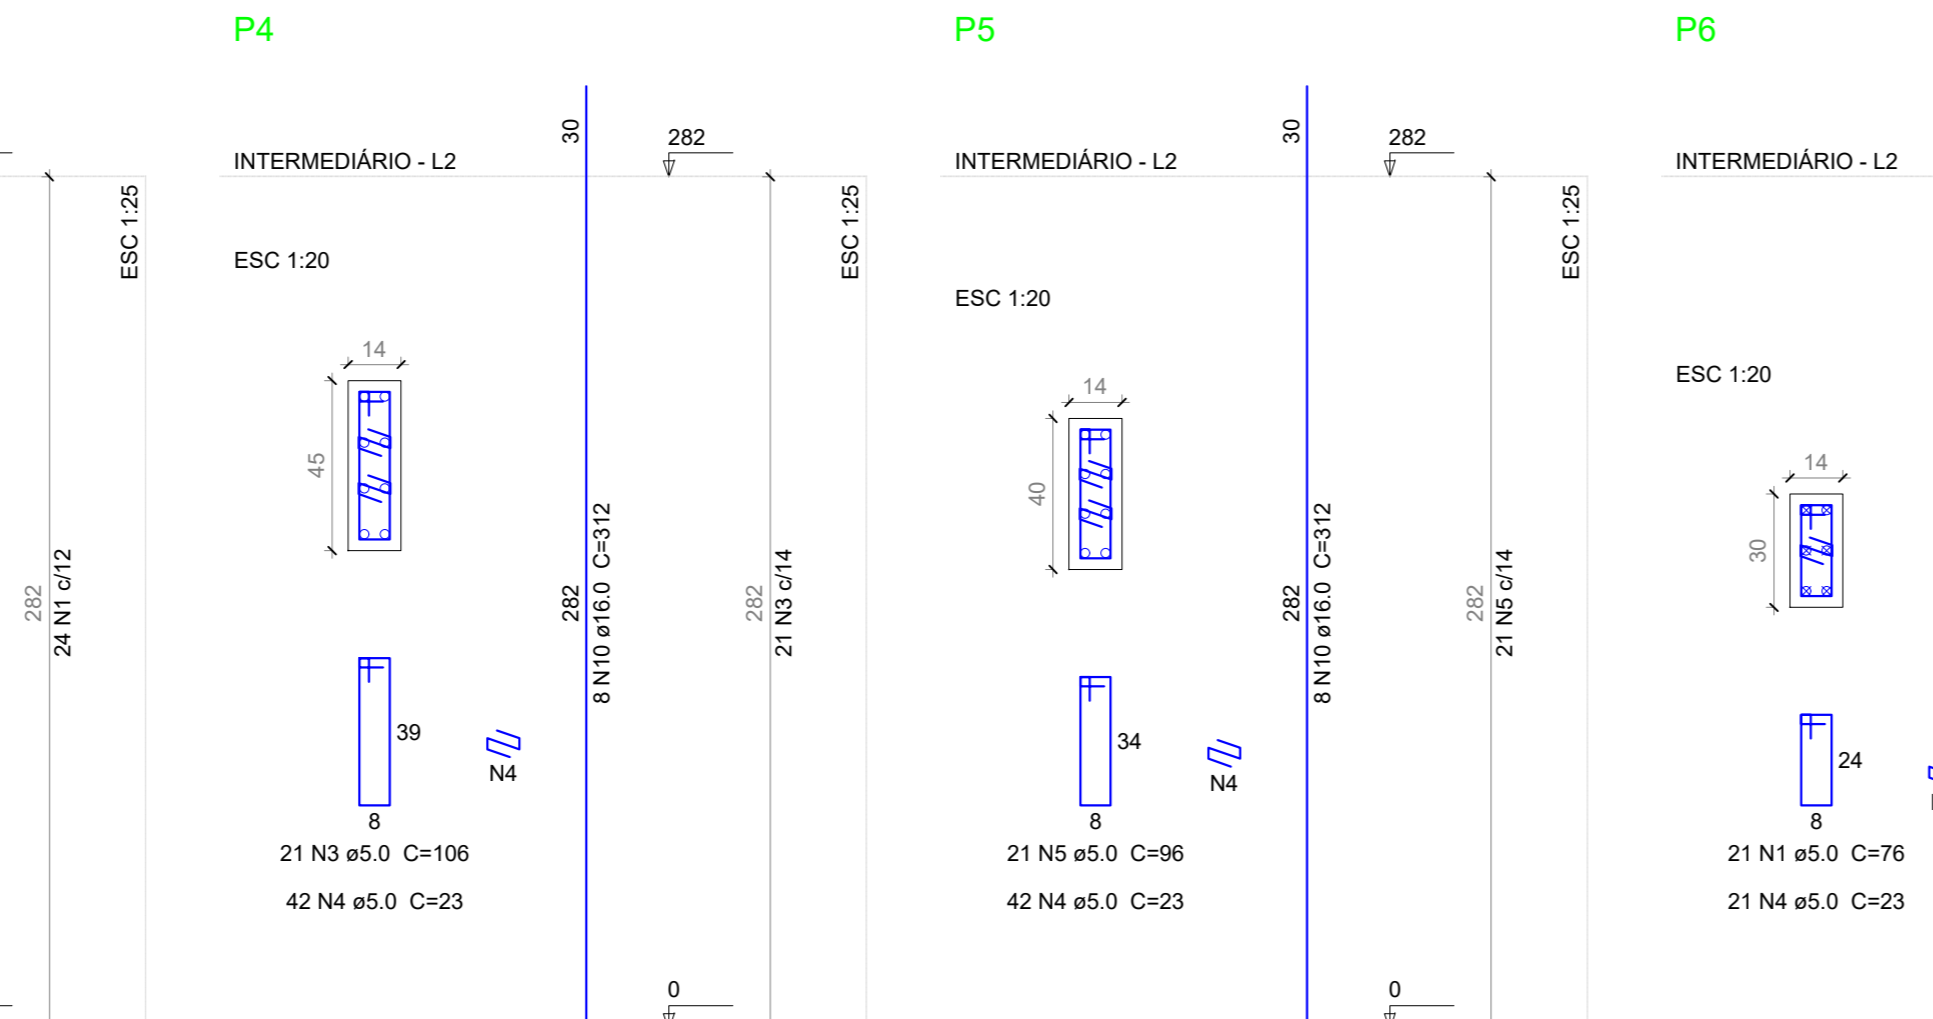 282
24 N1 c/12
ESC 1:25
P4
INTERMEDIÁRIO - L2
ESC 1:20
14
45
39
8
N4
21 N3 ø5.0 C=106
42 N4 ø5.0 C=23
30
282
8 N10 ø16.0 C=312
282
0
282
21 N3 c/14
ESC 1:25
P5
INTERMEDIÁRIO - L2
ESC 1:20
14
40
34
8
N4
21 N5 ø5.0 C=96
42 N4 ø5.0 C=23
30
282
8 N10 ø16.0 C=312
282
0
282
21 N5 c/14
ESC 1:25
P6
INTERMEDIÁRIO - L2
ESC 1:20
14
30
24
8
21 N1 ø5.0 C=76
21 N4 ø5.0 C=23